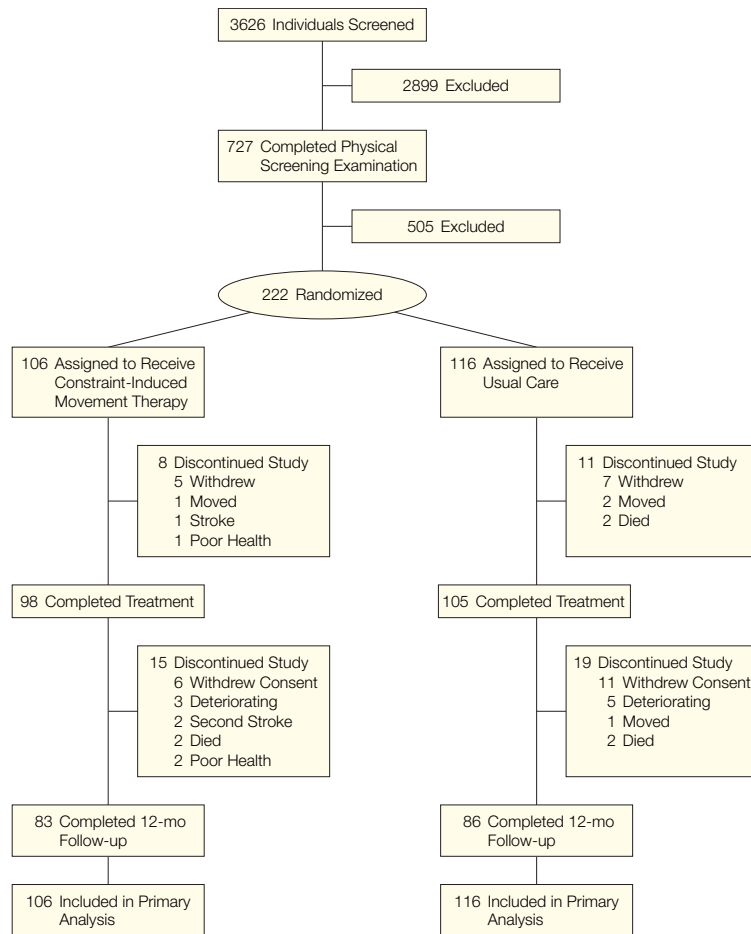 3626 Individuals Screened
2899 Excluded
727 Completed Physical
Screening Examination
505 Excluded
222 Randomized
106 Assigned to Receive
Constraint-Induced
Movement Therapy
116 Assigned to Receive
Usual Care
8 Discontinued Study
5 Withdrew
1 Moved
1 Stroke
1 Poor Health
11 Discontinued Study
7 Withdrew
2 Moved
2 Died
98 Completed Treatment
105 Completed Treatment
15 Discontinued Study
6 Withdrew Consent
3 Deteriorating
2 Second Stroke
2 Died
2 Poor Health
19 Discontinued Study
11 Withdrew Consent
5 Deteriorating
1 Moved
2 Died
83 Completed 12-mo
Follow-up
86 Completed 12-mo
Follow-up
106 Included in Primary
Analysis
116 Included in Primary
Analysis